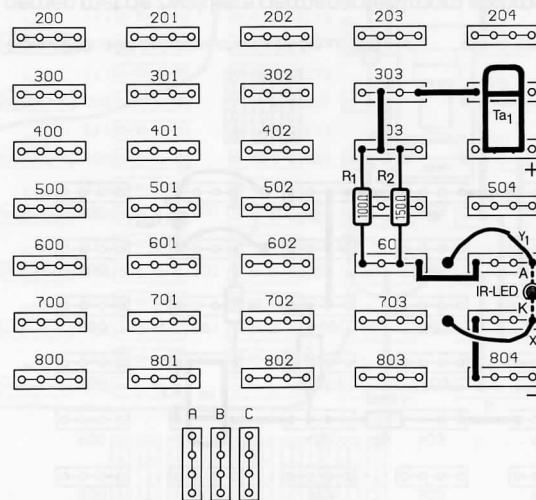 200 201 202 203 204
300 301 302 303
Ta1
400 401 402 03
+
R1 R2
500 501 502 504
100Ω 150Ω
Y1
600 601 602 60
A
IR-LED
700 701 702 703
K
X
800 801 802 803 804
−
A B C